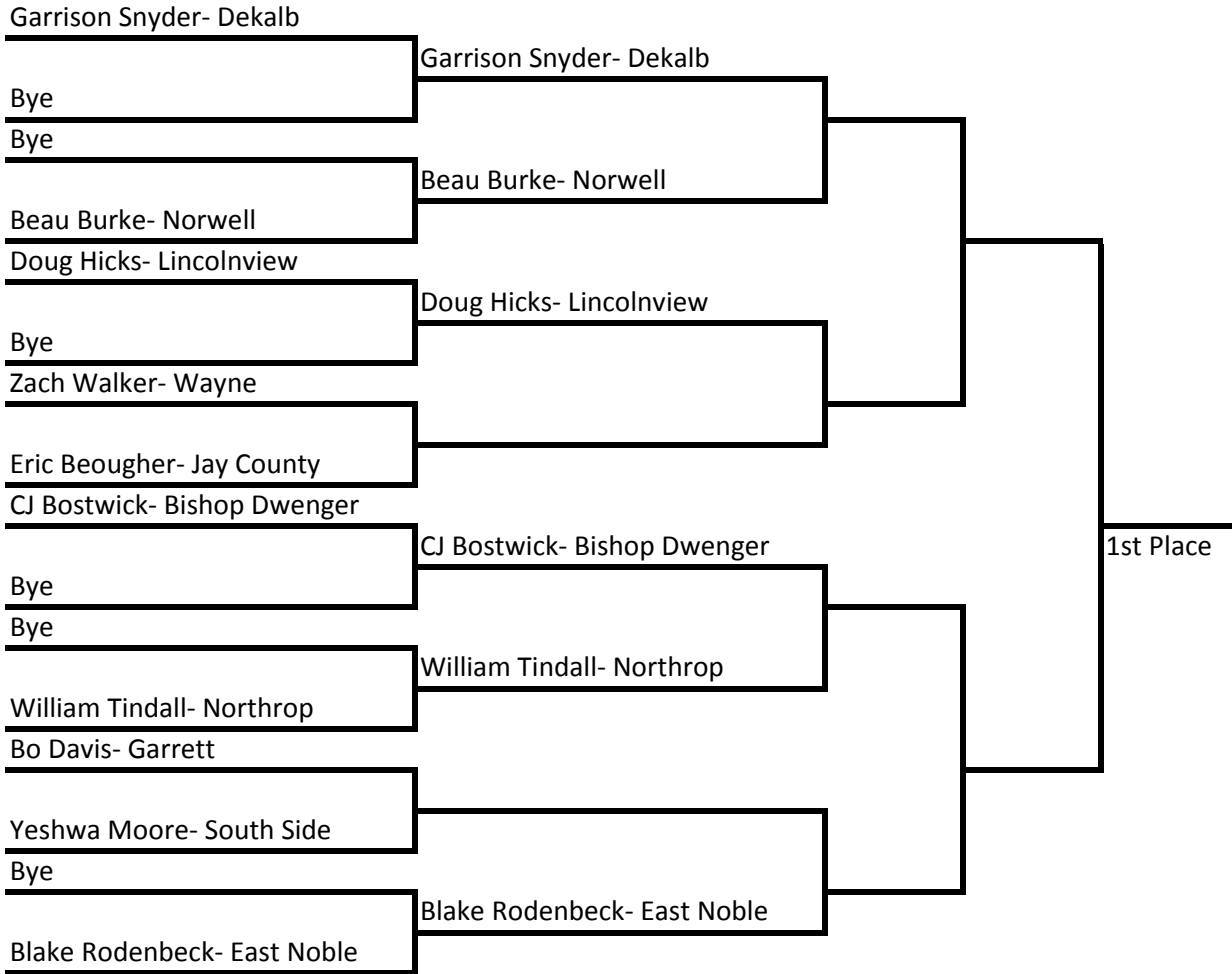 Garrison Snyder- Dekalb
Garrison Snyder- Dekalb
Bye
Bye
Beau Burke- Norwell
Beau Burke- Norwell
Doug Hicks- Lincolnview
Doug Hicks- Lincolnview
Bye
Zach Walker- Wayne
Eric Beougher- Jay County
CJ Bostwick- Bishop Dwenger
CJ Bostwick- Bishop Dwenger
1st Place
Bye
Bye
William Tindall- Northrop
William Tindall- Northrop
Bo Davis- Garrett
Yeshwa Moore- South Side
Bye
Blake Rodenbeck- East Noble
Blake Rodenbeck- East Noble